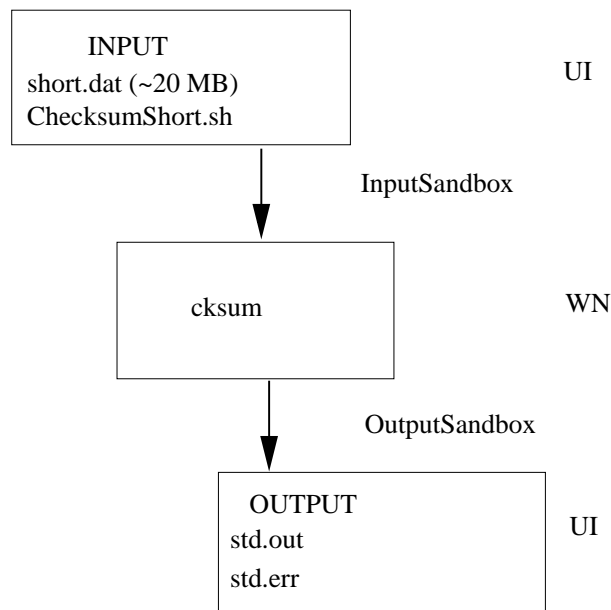 INPUT
short.dat (~20 MB)
ChecksumShort.sh
UI
InputSandbox
cksum
WN
OutputSandbox
OUTPUT
std.out
std.err
UI